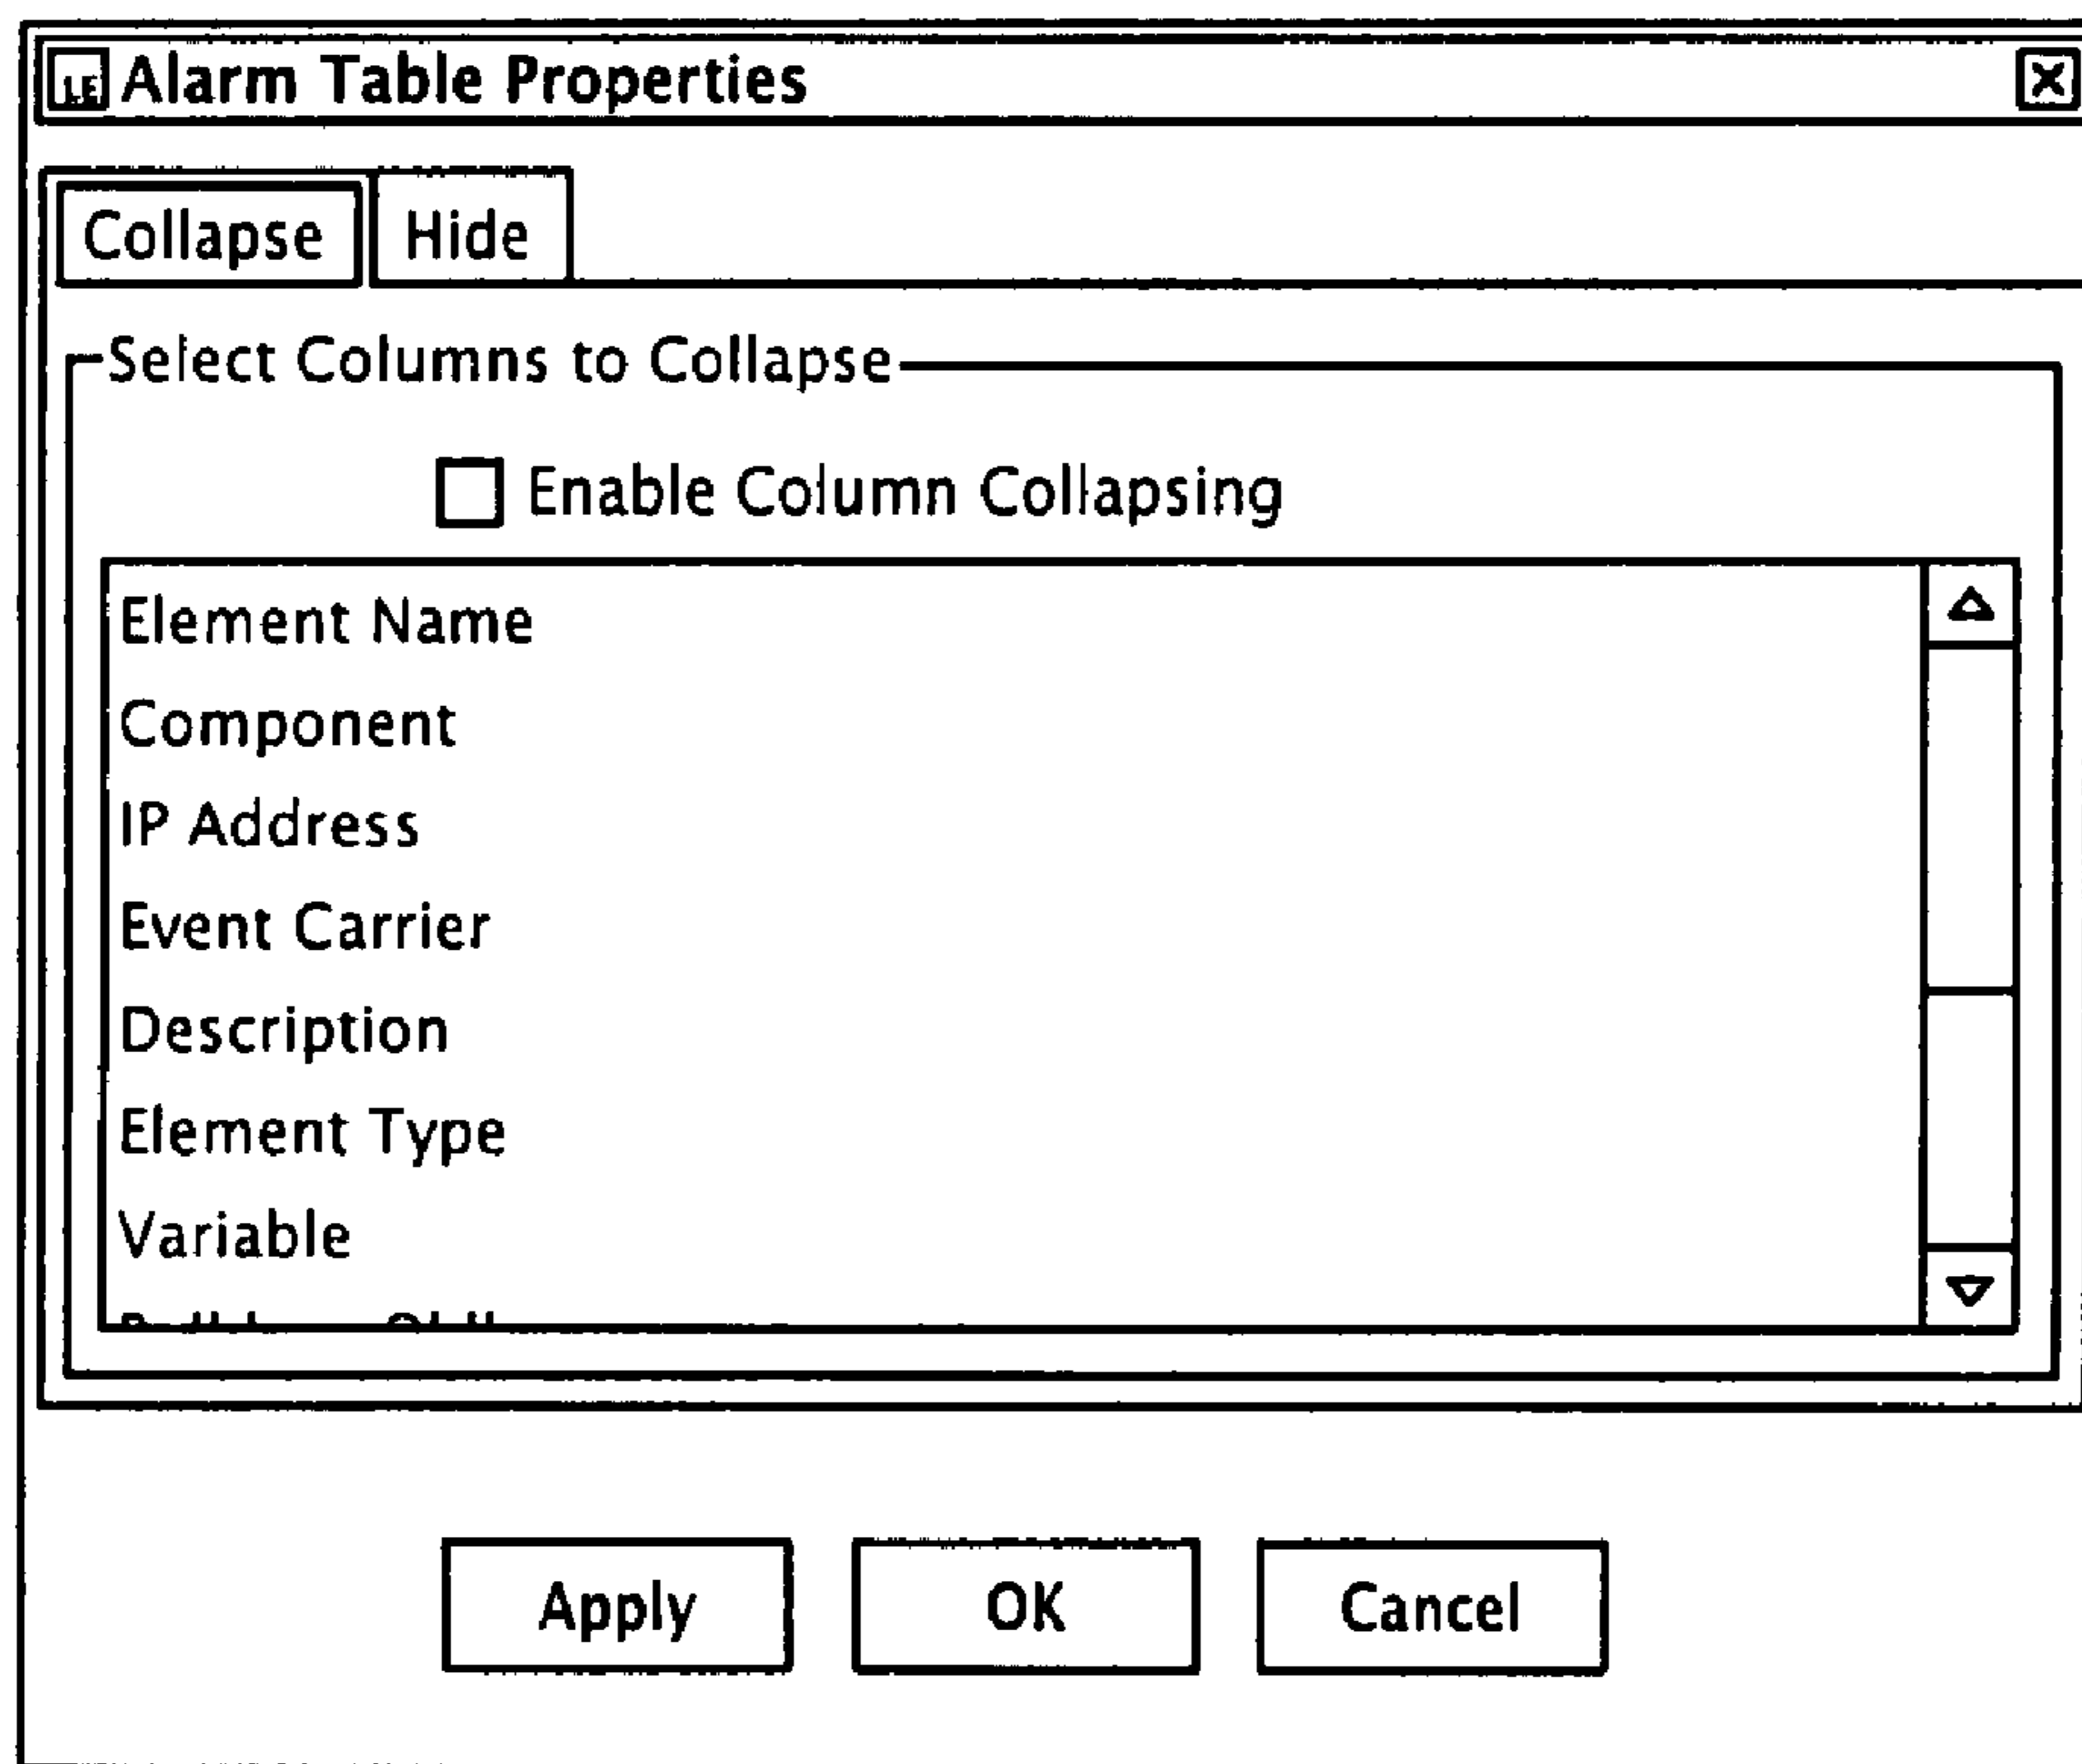 Alarm Table Properties
Collapse Hide
Select Columns to Collapse
Enable Column Collapsing
Element Name
Component
IP Address
Event Carrier
Description
Element Type
Variable
Apply OK Cancel